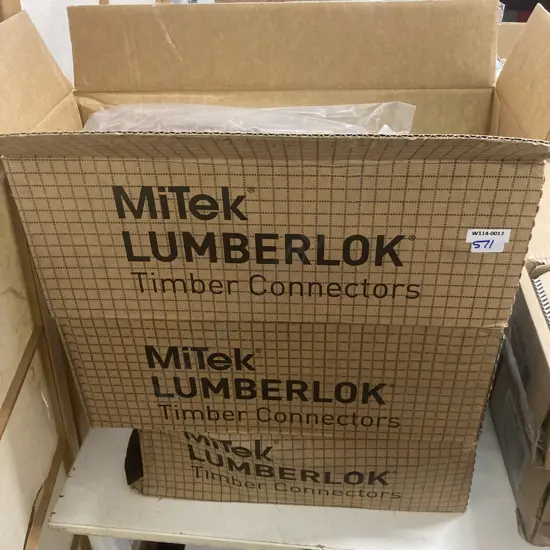 MiTek®
LUMBERLOK®
Timber Connectors
W114-0013
571
MiTek®
LUMBERLOK®
Timber Connectors
MiTek®
LUMBERLOK®
Timber Connectors